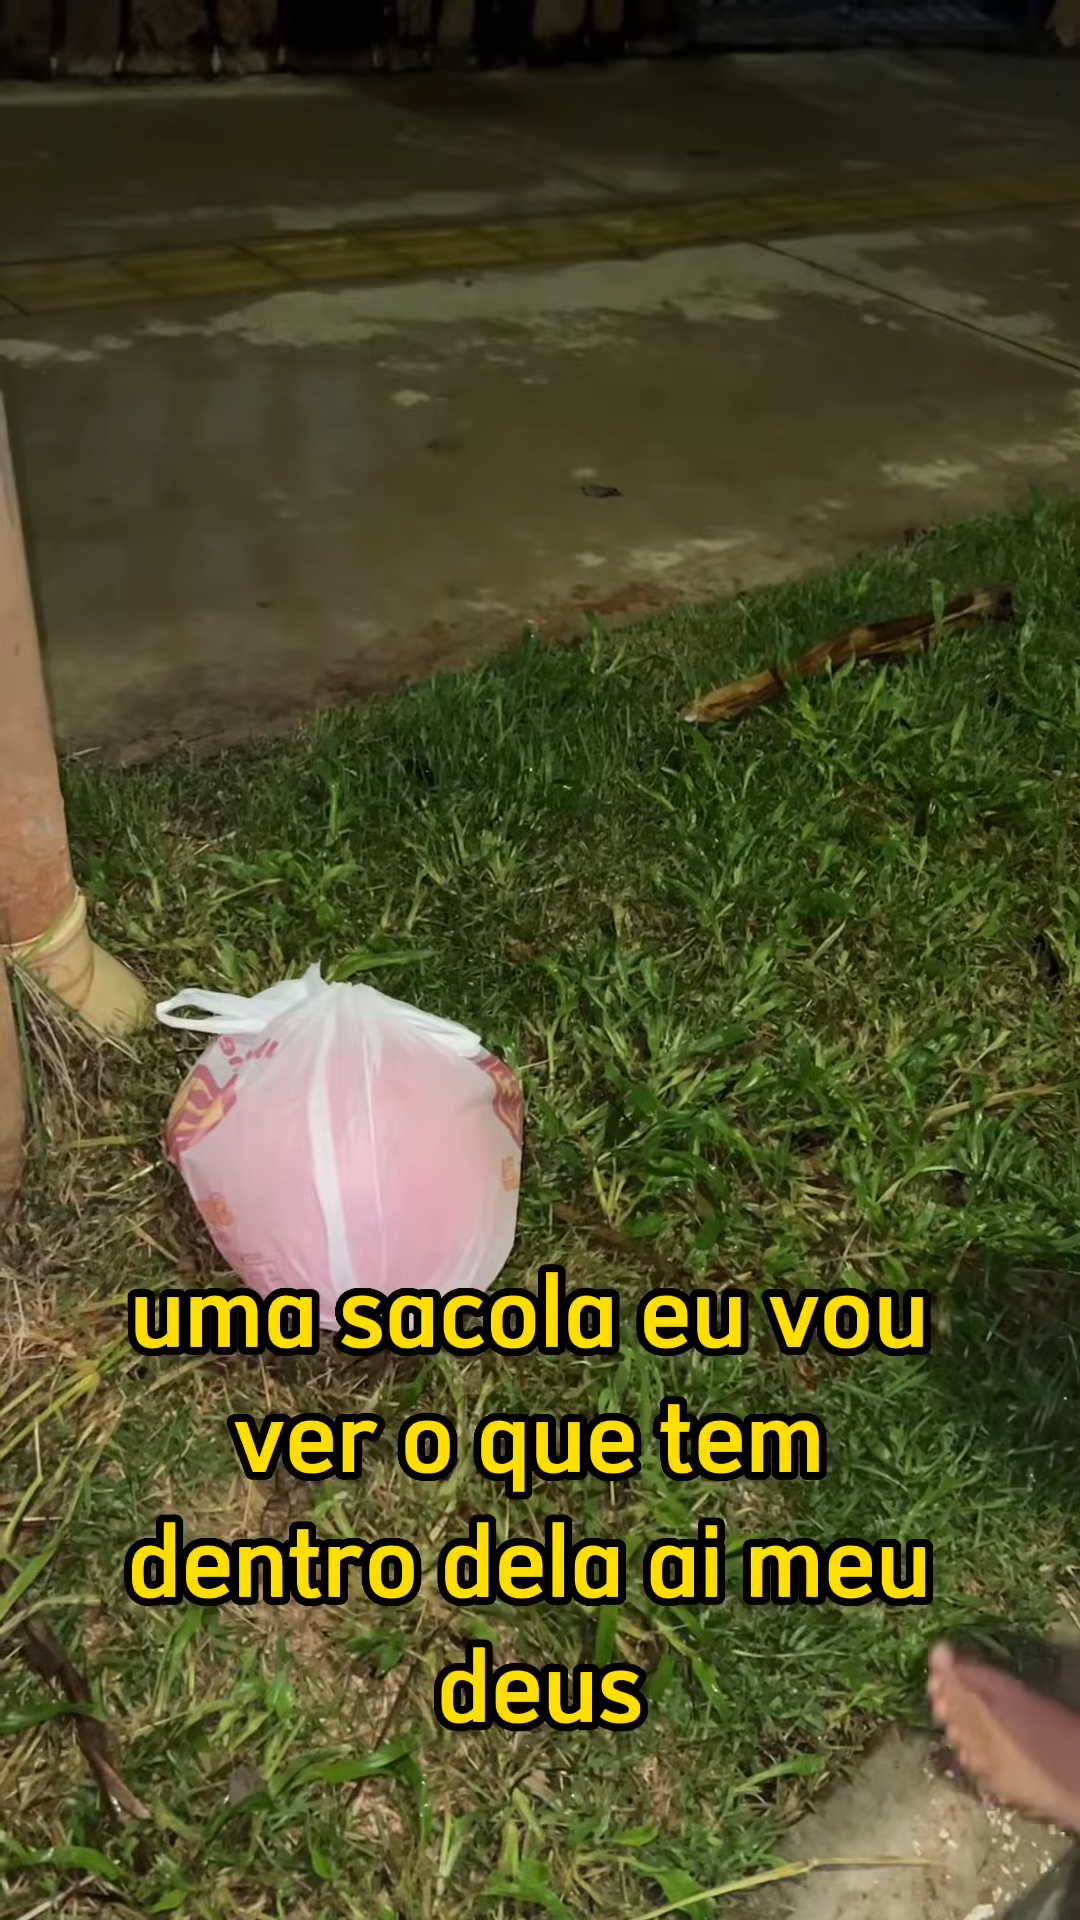 uma sacola eu vou
ver o que tem
dentro dela ai meu
deus